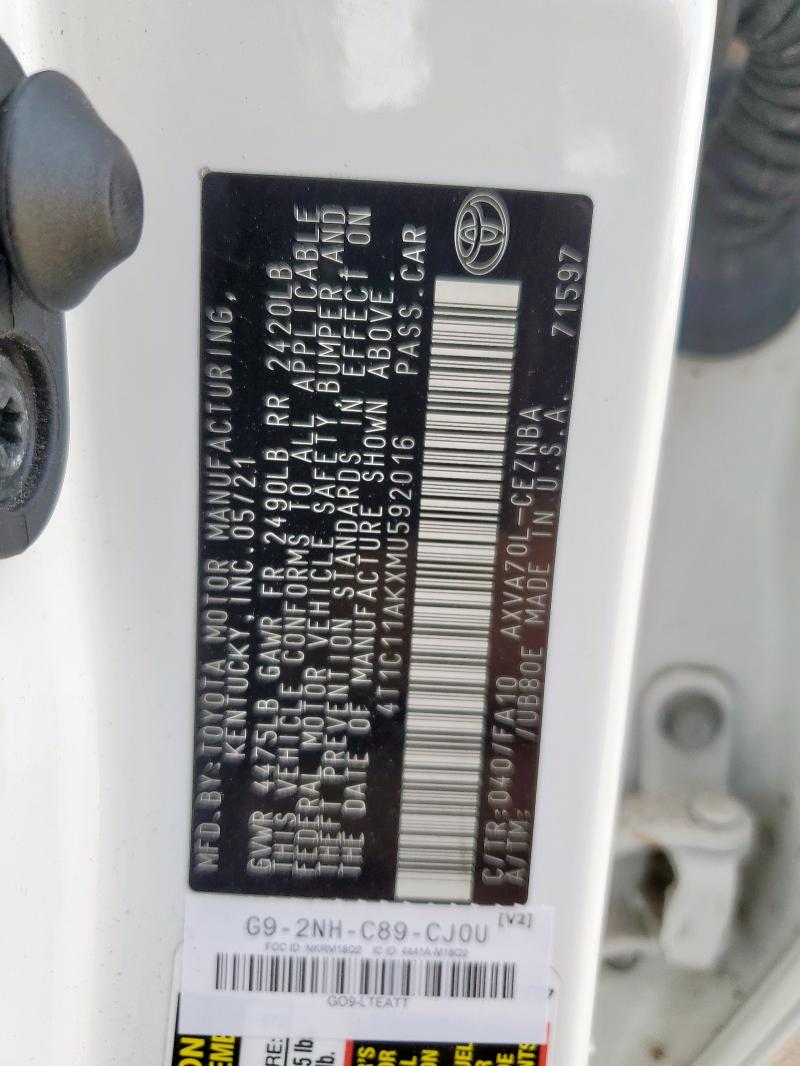 MFD.BY:TOYOTA MOTOR MANUFACTURING,
KENTUCKY, INC.05/21
GVWR 4475LB GAWR FR 2490LB RR 2420LB
THIS VEHICLE CONFORMS TO ALL APPLICABLE
FEDERAL MOTOR VEHICLE SAFETY, BUMPER AND
THEFT PREVENTION STANDARDS IN EFFECT ON
THE DATE OF MANUFACTURE SHOWN ABOVE.
4T1C11AKXMU592016 PASS.CAR
C/TR:040/FA10 AXVA70L-CEZNBA
A/TM: /UB80E MADE IN U.S.A. 71597
G9-2NH-C89-CJ0U [V2]
FCC ID: NKRM18Q2 IC ID: 4441A-M18Q2
GO9-LTEATT